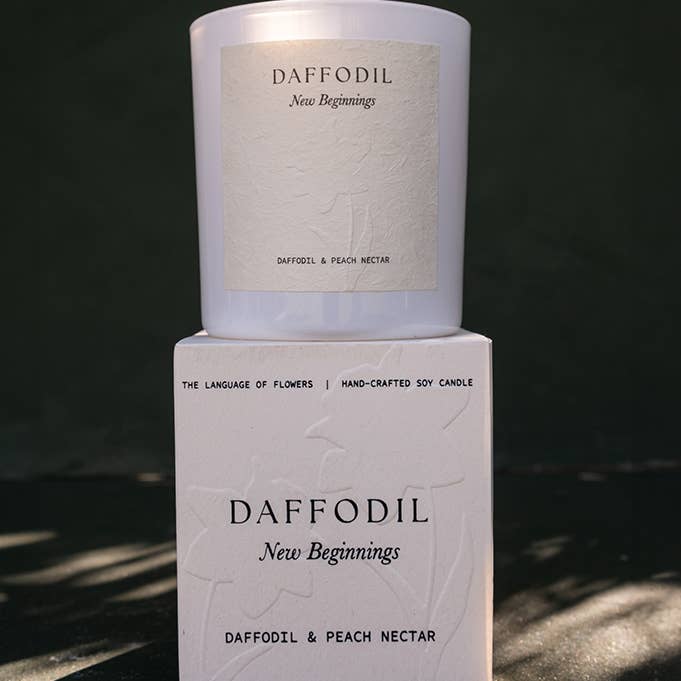 DAFFODIL
New Beginnings
DAFFODIL & PEACH NECTAR
THE LANGUAGE OF FLOWERS | HAND-CRAFTED SOY CANDLE
DAFFODIL
New Beginnings
DAFFODIL & PEACH NECTAR